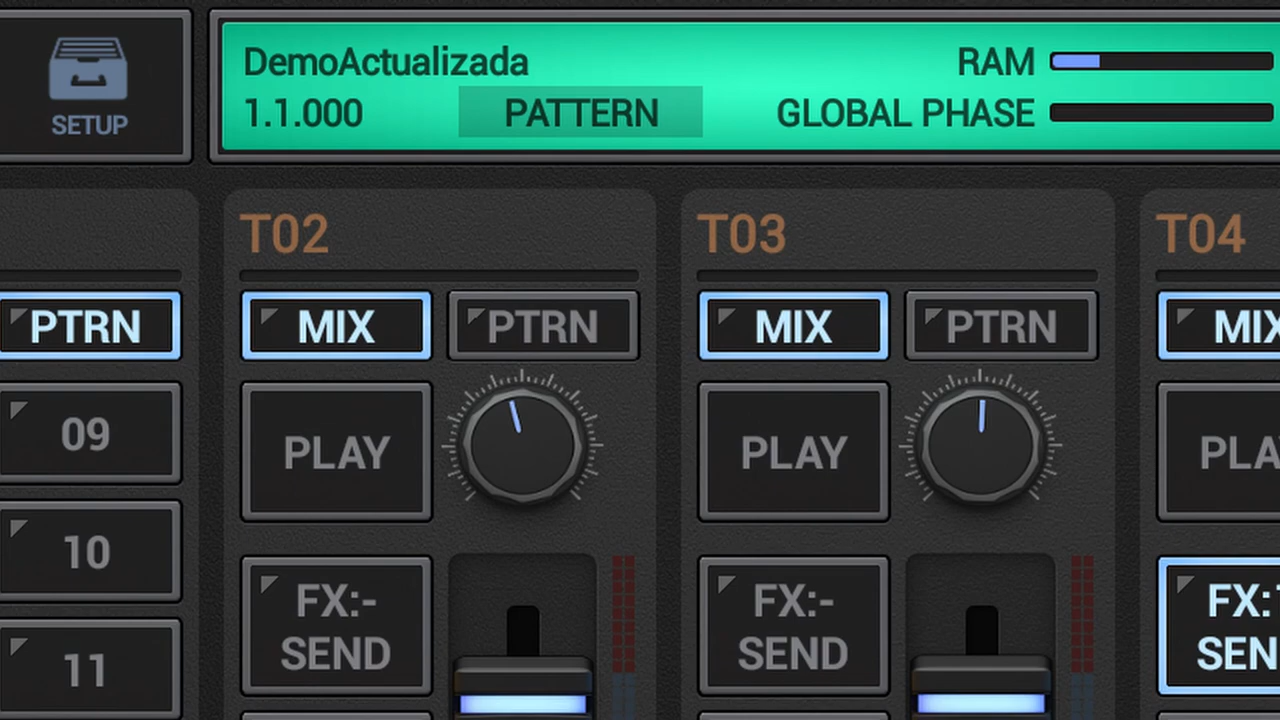 SETUP
DemoActualizada
RAM
1.1.000
PATTERN
GLOBAL PHASE
T02
T03
T04
PTRN
MIX
PTRN
MIX
PTRN
MIX
09
PLAY
PLAY
10
11
FX:-
SEND
FX:-
SEND